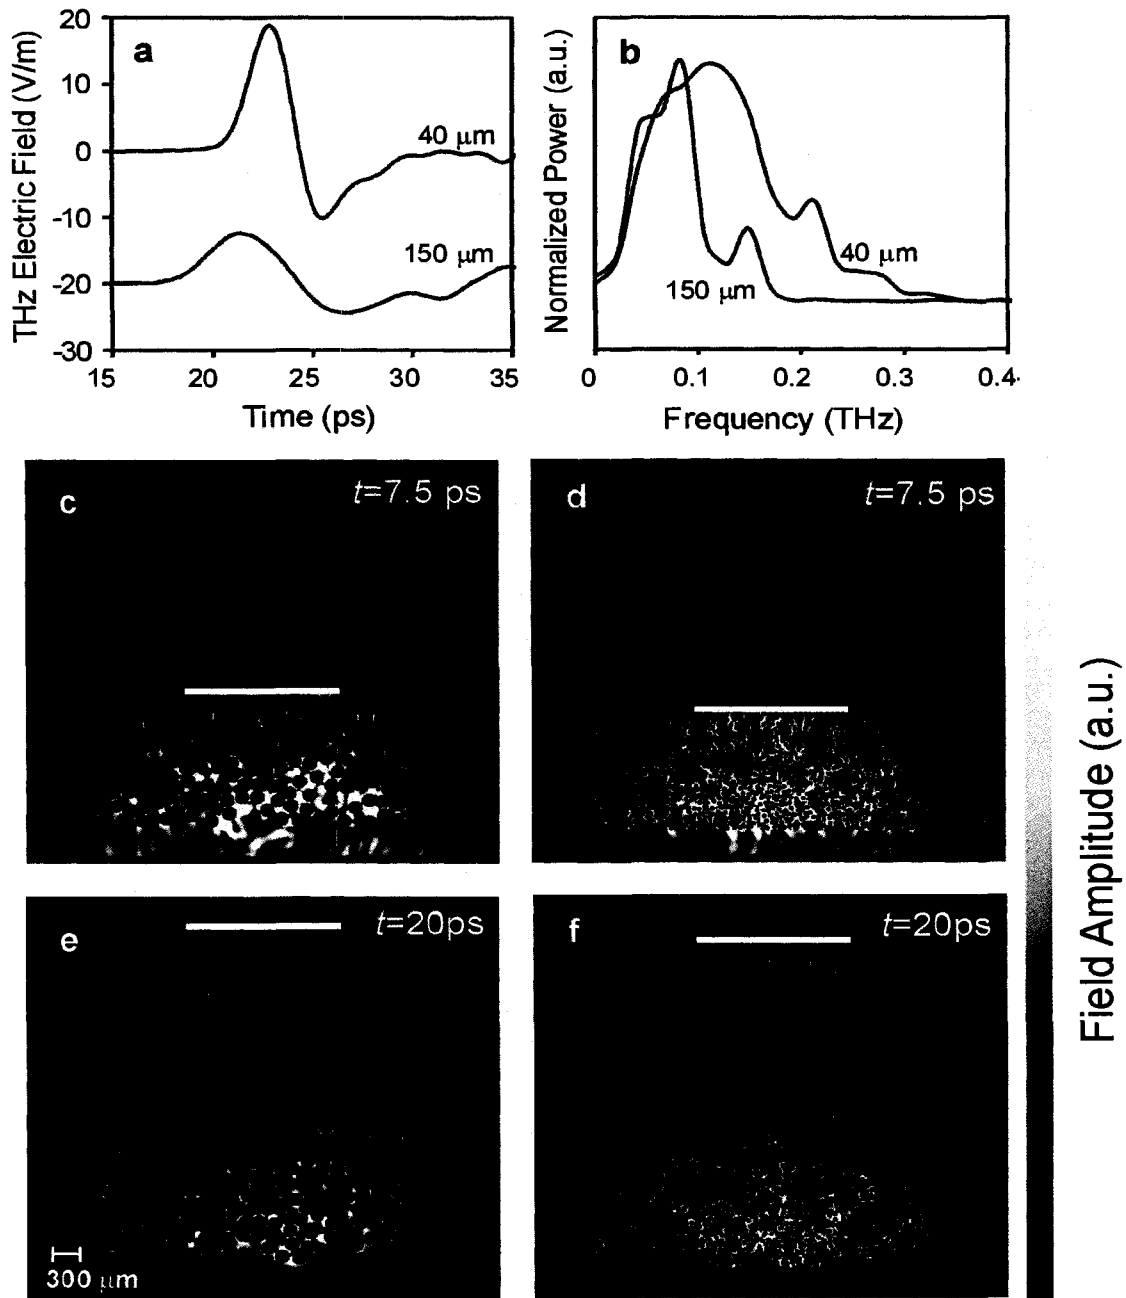 a
THz Electric Field (V/m)
20
10
0
-10
-20
-30
40 μm
150 μm
15
20
25
30
35
Time (ps)
b
Normalized Power (a.u.)
40 μm
150 μm
0
0.1
0.2
0.3
0.4
Frequency (THz)
c
t=7.5 ps
d
t=7.5 ps
e
t=20ps
300 μm
f
t=20ps
Field Amplitude (a.u.)